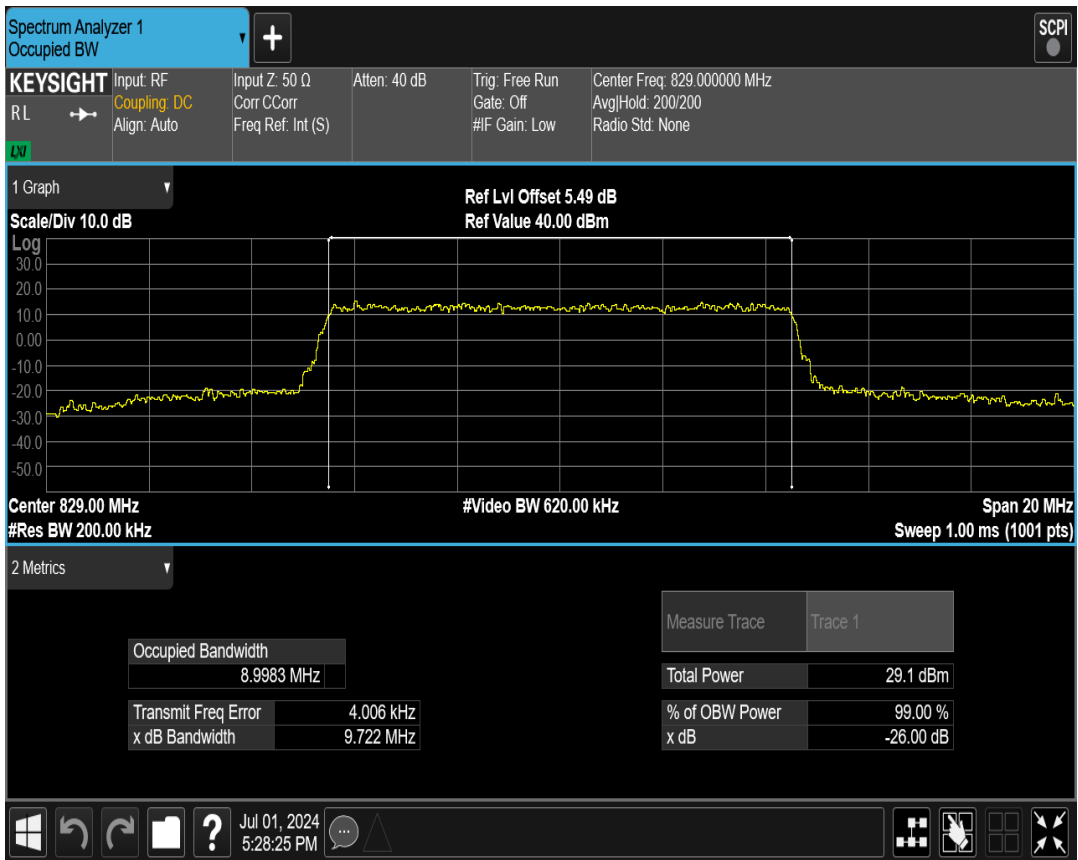 Spectrum Analyzer 1
Occupied BW
+
SCPI
KEYSIGHT
R L
LXI
Input: RF
Coupling: DC
Align: Auto
Input Z: 50 Ω
Corr CCorr
Freq Ref: Int (S)
Atten: 40 dB
Trig: Free Run
Gate: Off
#IF Gain: Low
Center Freq: 829.000000 MHz
Avg|Hold: 200/200
Radio Std: None
1 Graph
Scale/Div 10.0 dB
Ref Lvl Offset 5.49 dB
Ref Value 40.00 dBm
Log
30.0
20.0
10.0
0.00
-10.0
-20.0
-30.0
-40.0
-50.0
Center 829.00 MHz
#Video BW 620.00 kHz
Span 20 MHz
#Res BW 200.00 kHz
Sweep 1.00 ms (1001 pts)
2 Metrics
Measure Trace Trace 1
Occupied Bandwidth
8.9983 MHz
Total Power 29.1 dBm
Transmit Freq Error 4.006 kHz
% of OBW Power 99.00 %
x dB Bandwidth 9.722 MHz
x dB -26.00 dB
?
Jul 01, 2024
5:28:25 PM